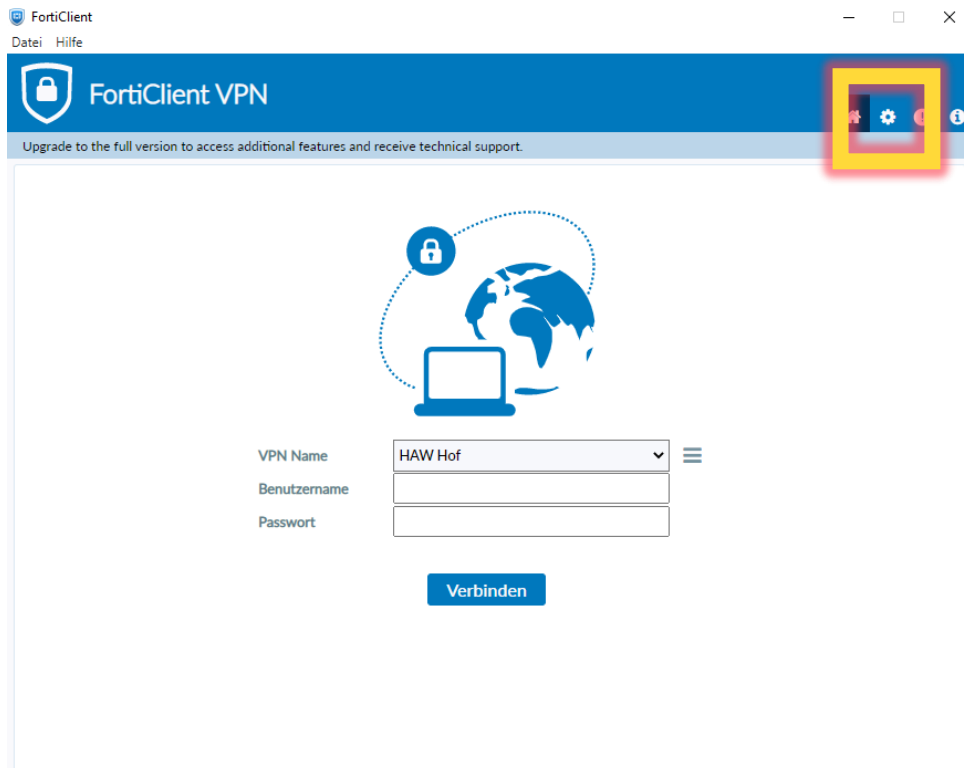 FortiClient
Datei Hilfe
FortiClient VPN
Upgrade to the full version to access additional features and receive technical support.
VPN Name HAW Hof
Benutzername
Passwort
Verbinden